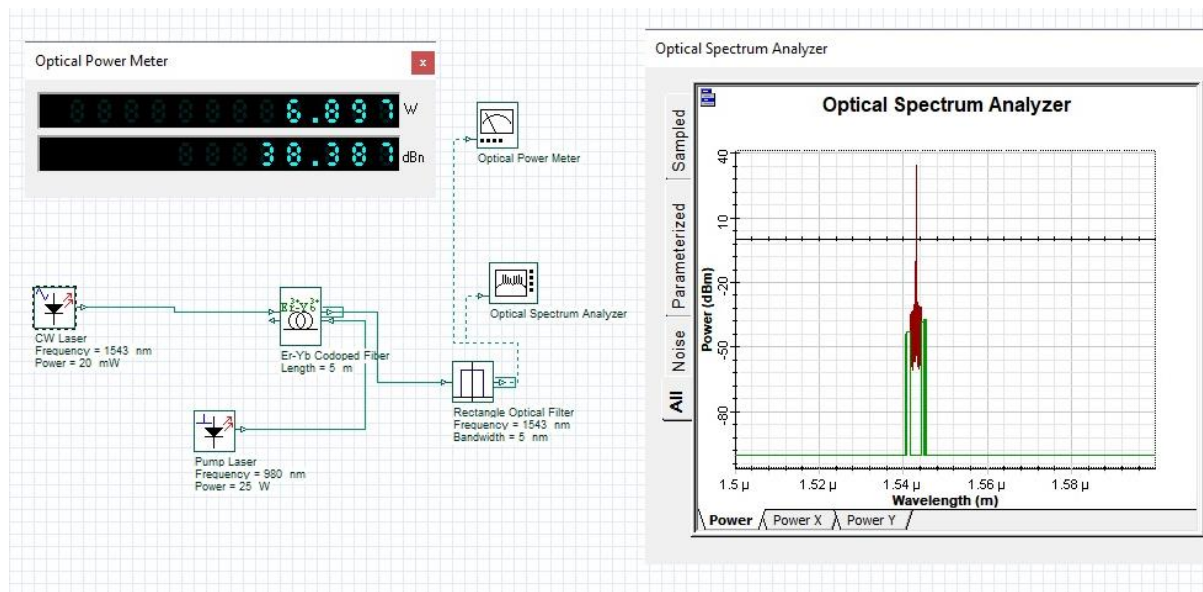 Optical Power Meter
x
6.897 W
38.387 dBm
Optical Power Meter
Optical Spectrum Analyzer
CW Laser
Frequency = 1543 nm
Power = 20 mW
Er-Yb Codoped Fiber
Length = 5 m
Rectangle Optical Filter
Frequency = 1543 nm
Bandwidth = 5 nm
Pump Laser
Frequency = 980 nm
Power = 25 W
Optical Spectrum Analyzer
Optical Spectrum Analyzer
Sampled
Parameterized
Noise
All
Power (dBm)
40
10
-20
-50
-80
1.5 µ
1.52 µ
1.54 µ
1.56 µ
1.58 µ
Wavelength (m)
Power
Power X
Power Y